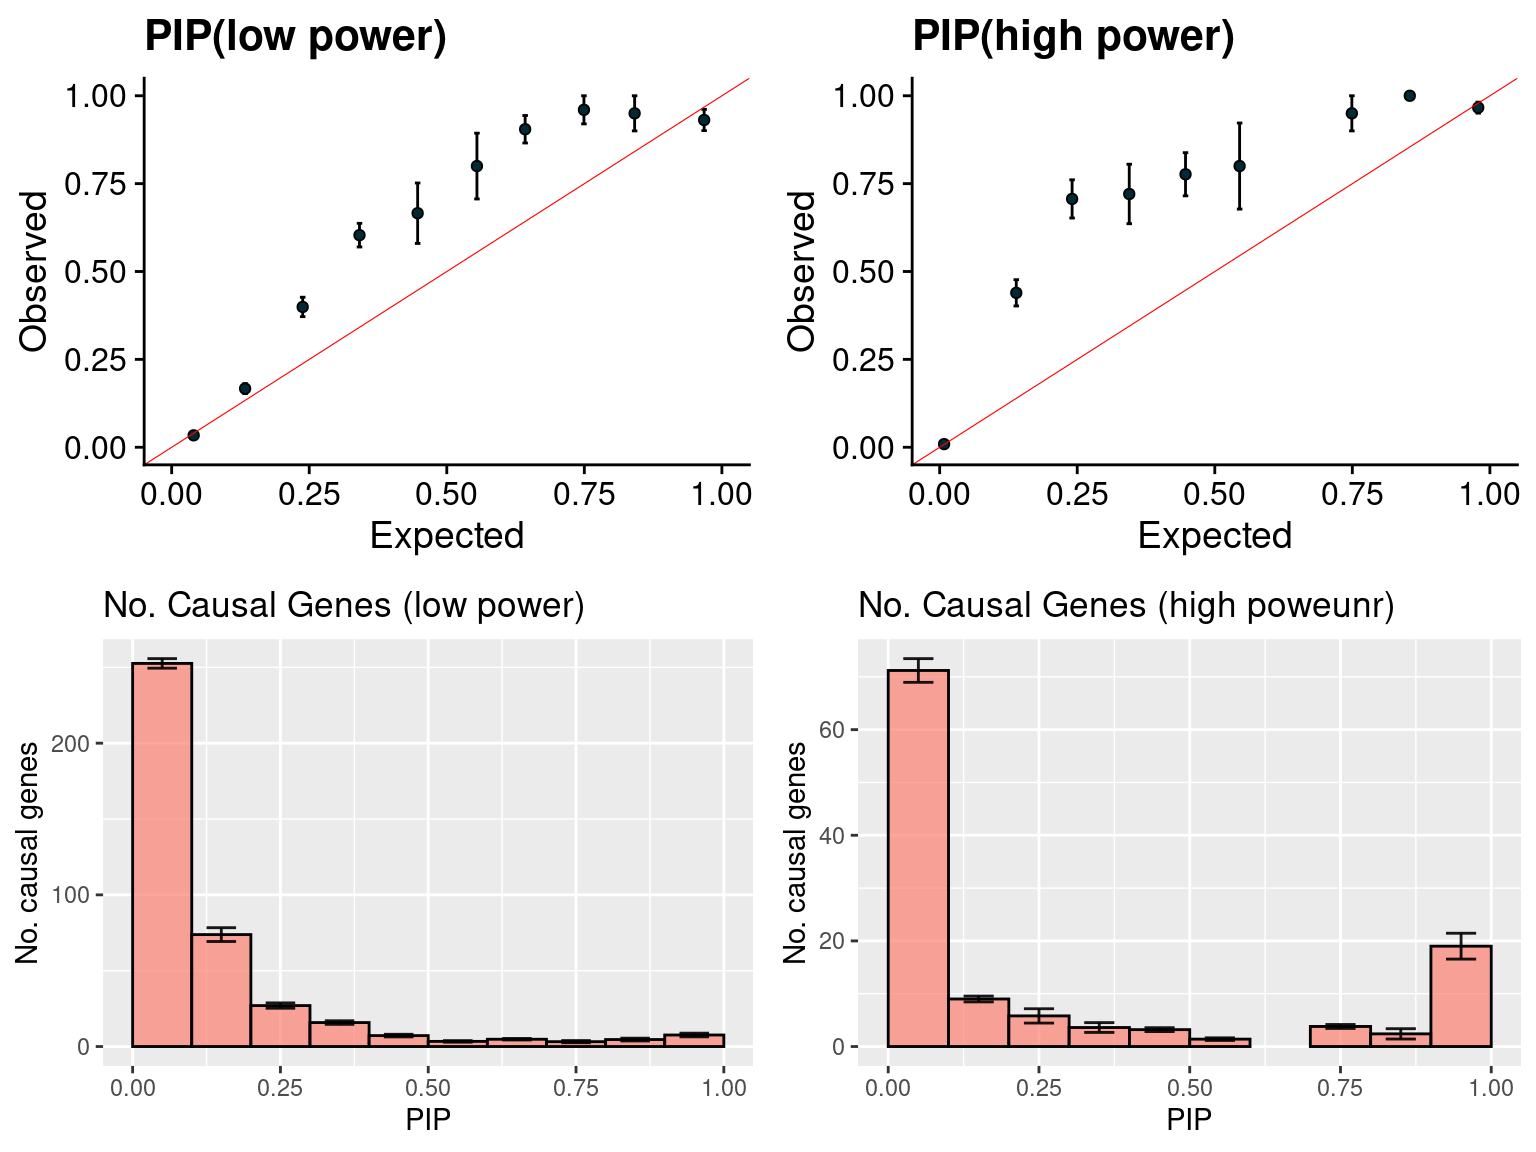 PIP(low power)
1.00
0.75
0.50
0.25
0.00
Observed
0.00 0.25 0.50 0.75 1.00
Expected
PIP(high power)
1.00
0.75
0.50
0.25
0.00
Observed
0.00 0.25 0.50 0.75 1.00
Expected
No. Causal Genes (low power)
200
100
0
No. causal genes
0.00 0.25 0.50 0.75 1.00
PIP
No. Causal Genes (high poweunr)
60
40
20
0
No. causal genes
0.00 0.25 0.50 0.75 1.00
PIP